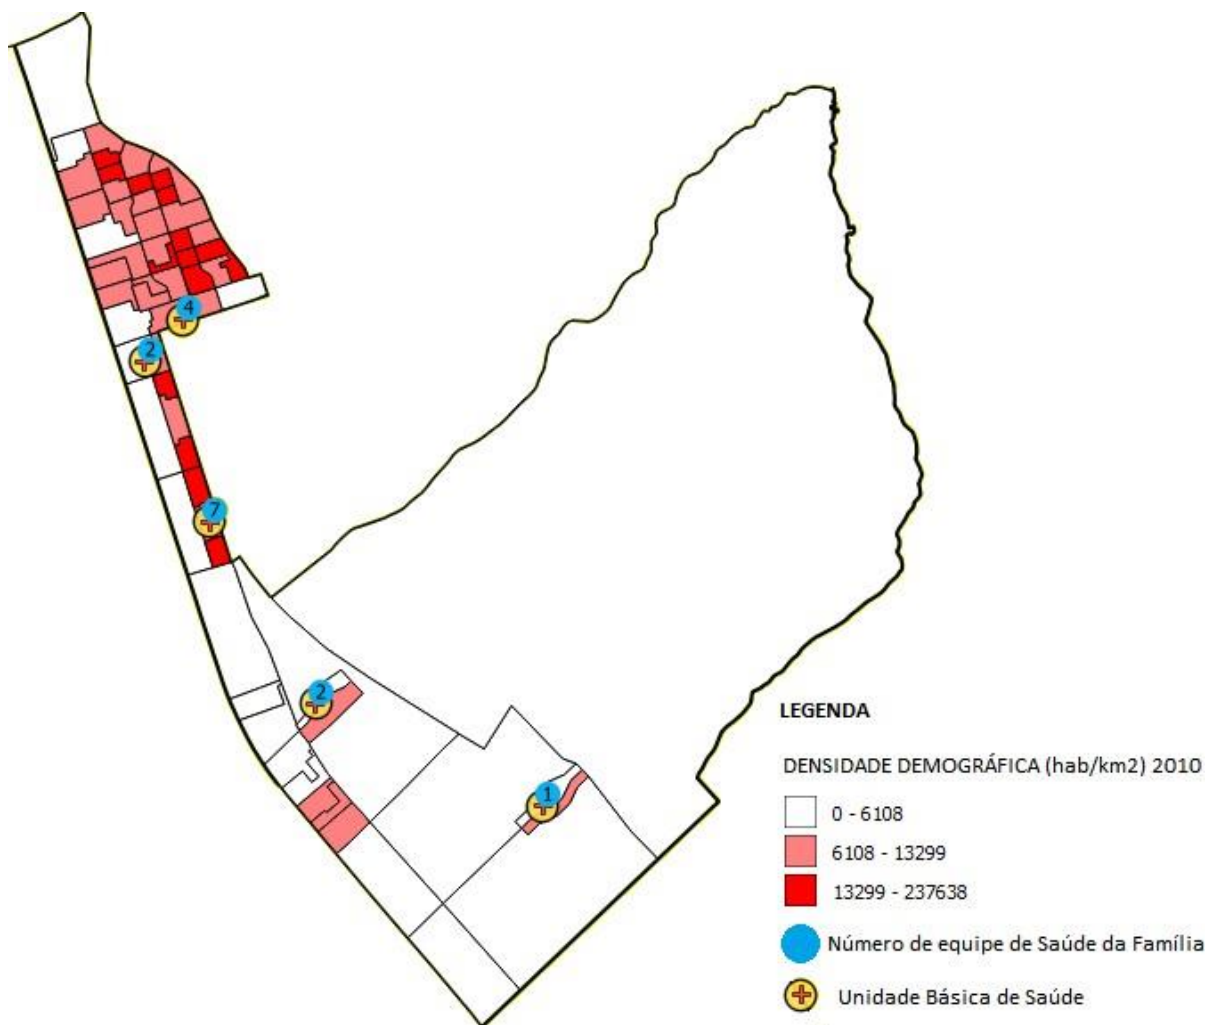 4
2
7
2
1
LEGENDA
DENSIDADE DEMOGRÁFICA (hab/km2) 2010
0 - 6108
6108 - 13299
13299 - 237638
Número de equipe de Saúde da Família
Unidade Básica de Saúde